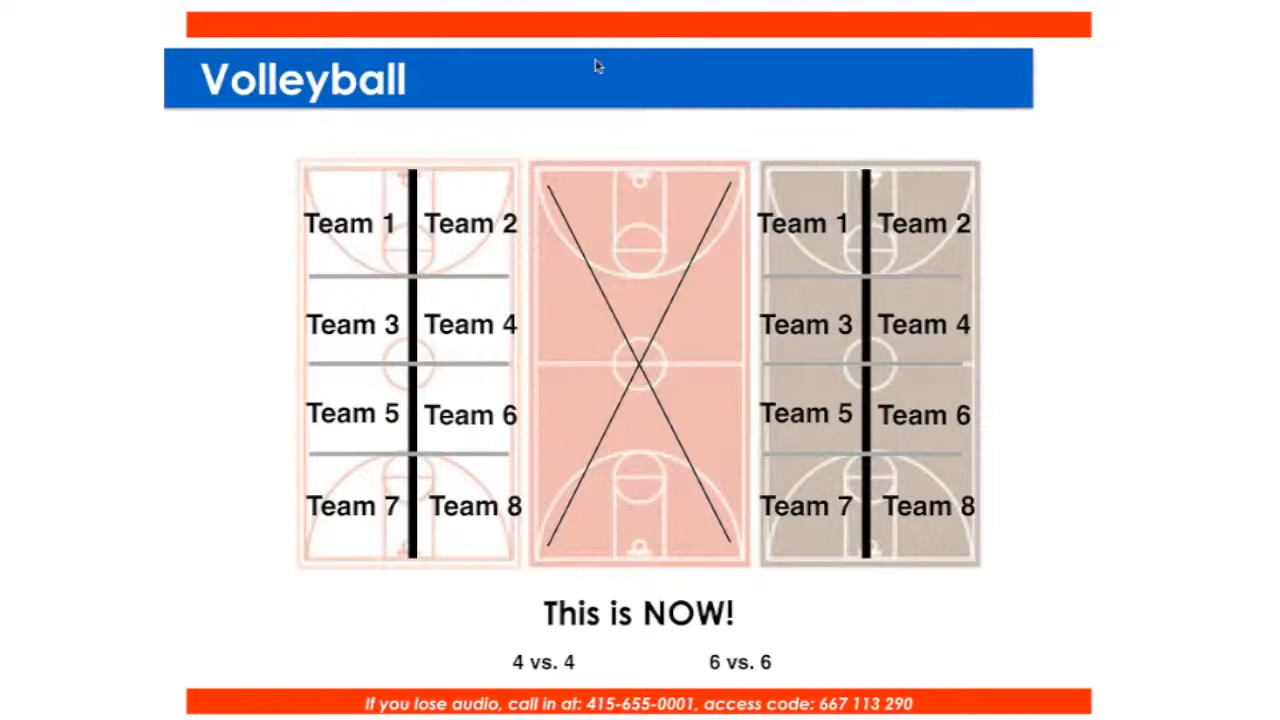 Volleyball
Team 1 Team 2 Team 1 Team 2
Team 3 Team 4 Team 3 Team 4
Team 5 Team 6 Team 5 Team 6
Team 7 Team 8 Team 7 Team 8
This is NOW!
4 vs. 4 6 vs. 6
If you lose audio, call in at: 415-655-0001, access code: 667 113 290